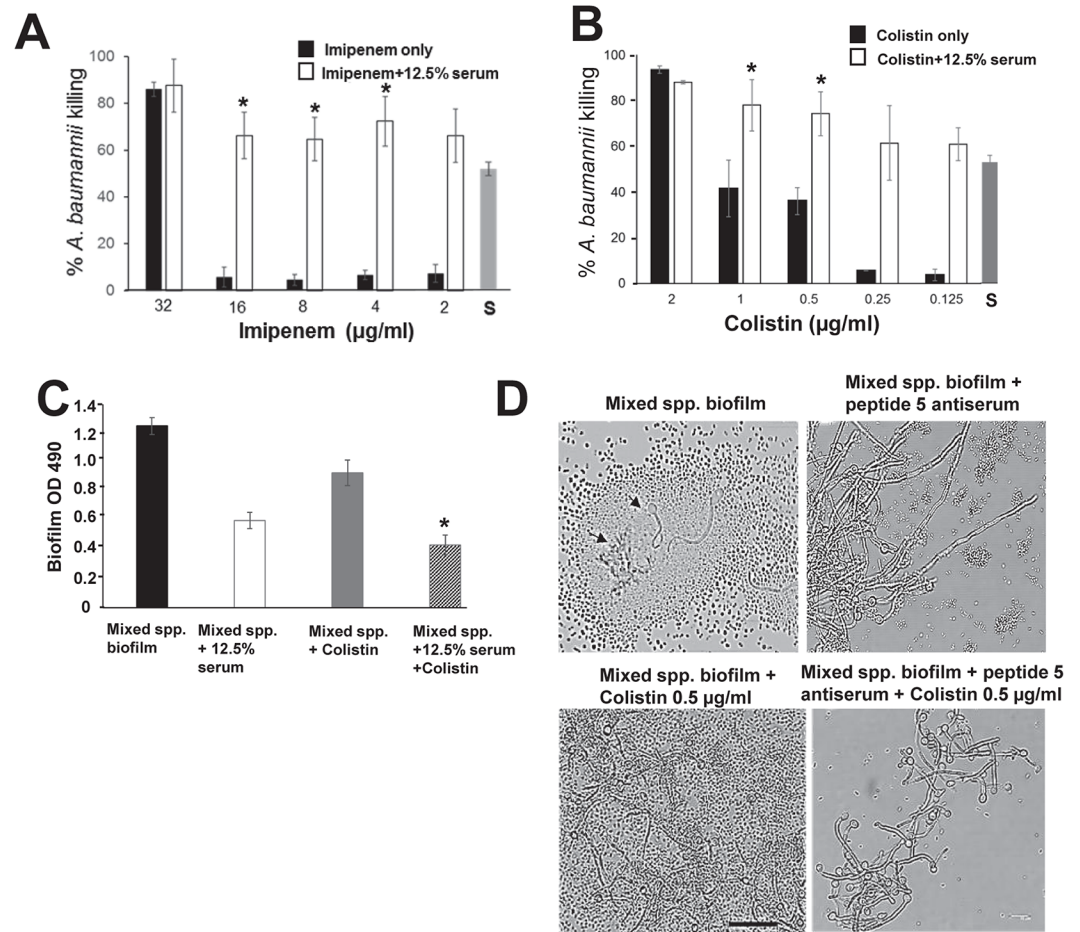 A
Imipenem only
Imipenem+12.5% serum
% A. baumannii killing
100
80
60
40
20
0
*
*
*
32
16
8
4
2
S
Imipenem (µg/ml)
B
Colistin only
Colistin+12.5% serum
% A. baumannii killing
100
80
60
40
20
0
*
*
2
1
0.5
0.25
0.125
S
Colistin (µg/ml)
C
Biofilm OD 490
1.4
1.2
1.0
0.8
0.6
0.4
0.2
0
*
Mixed spp.
biofilm
Mixed spp.
+ 12.5%
serum
Mixed spp.
+ Colistin
Mixed spp.
+12.5% serum
+Colistin
D
Mixed spp. biofilm
Mixed spp. biofilm +
peptide 5 antiserum
Mixed spp. biofilm +
Colistin 0.5 µg/ml
Mixed spp. biofilm + peptide 5
antiserum + Colistin 0.5 µg/ml